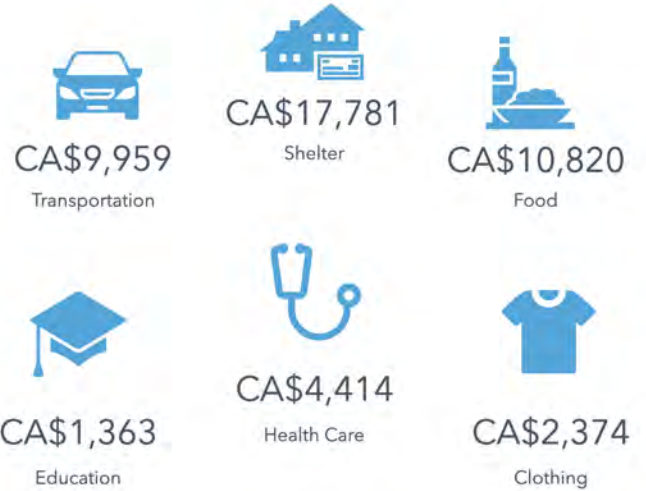 CA$9,959
Transportation
CA$17,781
Shelter
CA$10,820
Food
CA$1,363
Education
CA$4,414
Health Care
CA$2,374
Clothing